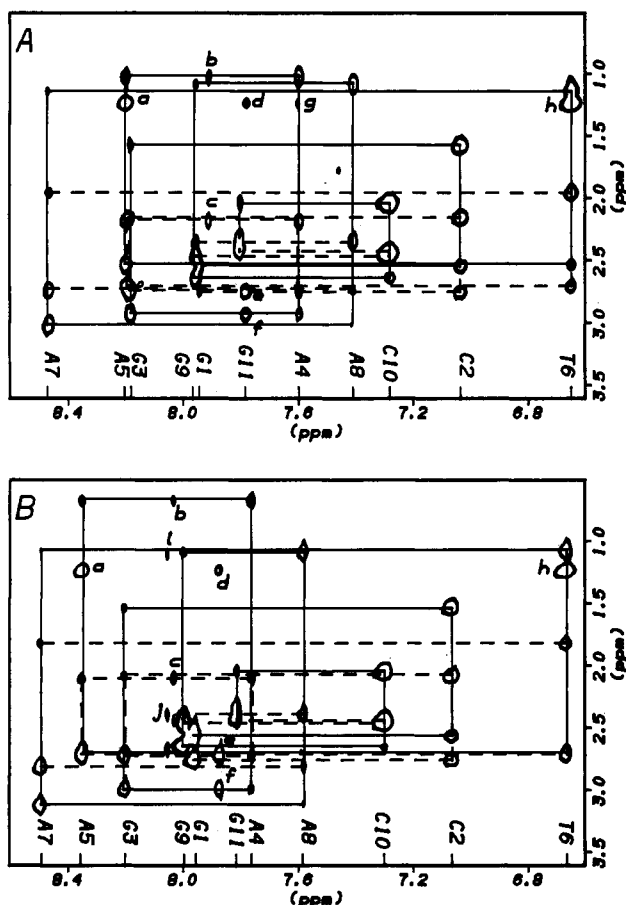 A
b
1.0
a
d
g
h
1.5
c
2.0
(ppm)
2.5
e
3.0
f
A7 A5 G3 G9 G1 G11 A4 A8 C10 C2 T6
3.5
8.4 8.0 7.6 7.2 6.8
(ppm) (ppm)
B
b
1.0
i
a
d
h
1.5
c
2.0
(ppm)
j
e
2.5
f
3.0
A7 A5 G3 G9 G1 G11 A4 A8 C10 C2 T6
3.5
8.4 8.0 7.6 7.2 6.8
(ppm) (ppm)